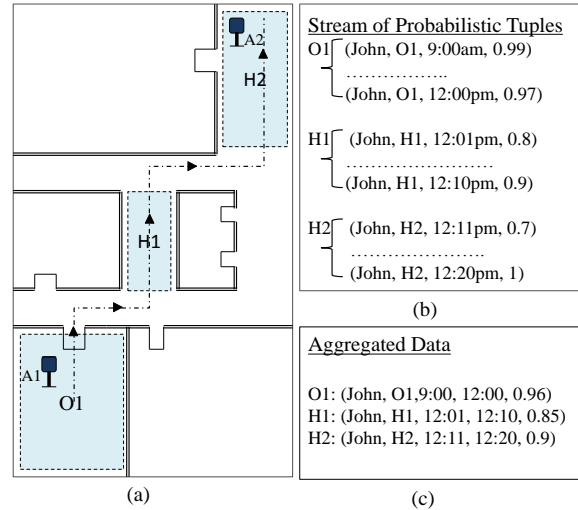 A2
H2
H1
A1
O1
(a)
Stream of Probabilistic Tuples
O1 (John, O1, 9:00am, 0.99)
……………..
(John, O1, 12:00pm, 0.97)
H1 (John, H1, 12:01pm, 0.8)
…………………
(John, H1, 12:10pm, 0.9)
H2 (John, H2, 12:11pm, 0.7)
………………..
(John, H2, 12:20pm, 1)
(b)
Aggregated Data
O1: (John, O1,9:00, 12:00, 0.96)
H1: (John, H1, 12:01, 12:10, 0.85)
H2: (John, H2, 12:11, 12:20, 0.9)
(c)